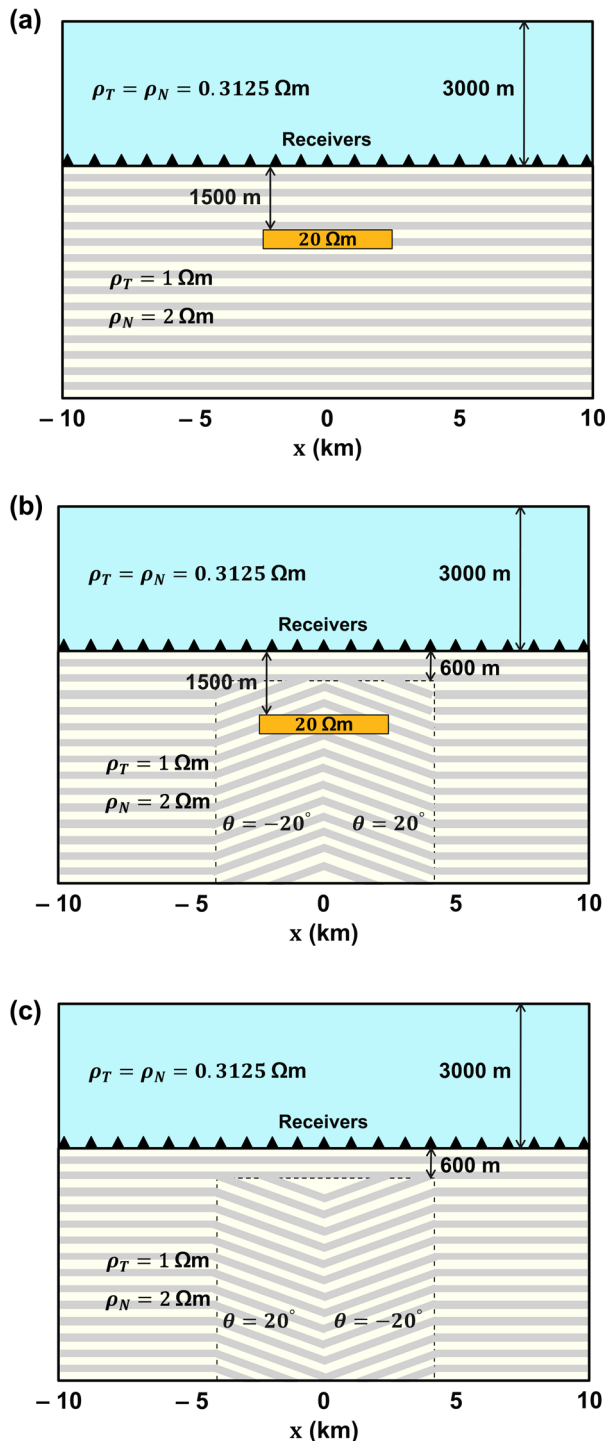 (a)
ρT = ρN = 0.3125 Ωm
3000 m
Receivers
1500 m
20 Ωm
ρT = 1 Ωm
ρN = 2 Ωm
– 10 – 5 0 5 10
x (km)
(b)
ρT = ρN = 0.3125 Ωm
3000 m
Receivers
600 m
1500 m
20 Ωm
ρT = 1 Ωm
ρN = 2 Ωm
θ = −20° θ = 20°
– 10 – 5 0 5 10
x (km)
(c)
ρT = ρN = 0.3125 Ωm
3000 m
Receivers
600 m
ρT = 1 Ωm
ρN = 2 Ωm
θ = 20° θ = −20°
– 10 – 5 0 5 10
x (km)